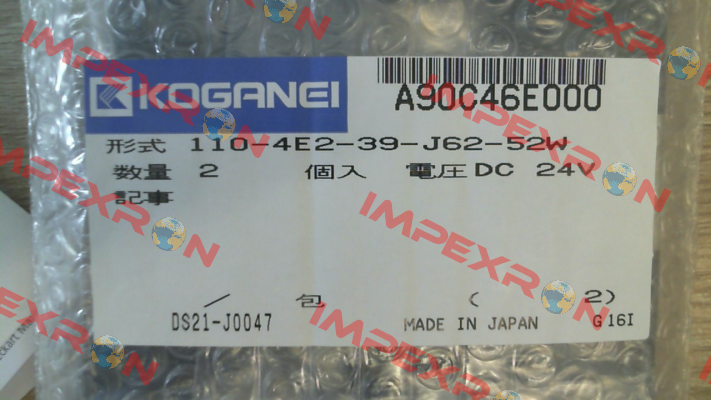 KOGANEI
A90C46E000
形式 110-4E2-39-J62-52W
数量 2 個入 電圧 DC 24V
記事
/ 包 ( 2)
DS21-J0047 MADE IN JAPAN G16I
IMPEXRON
IMPEXRON
IMPEXRON
IMPEXRON